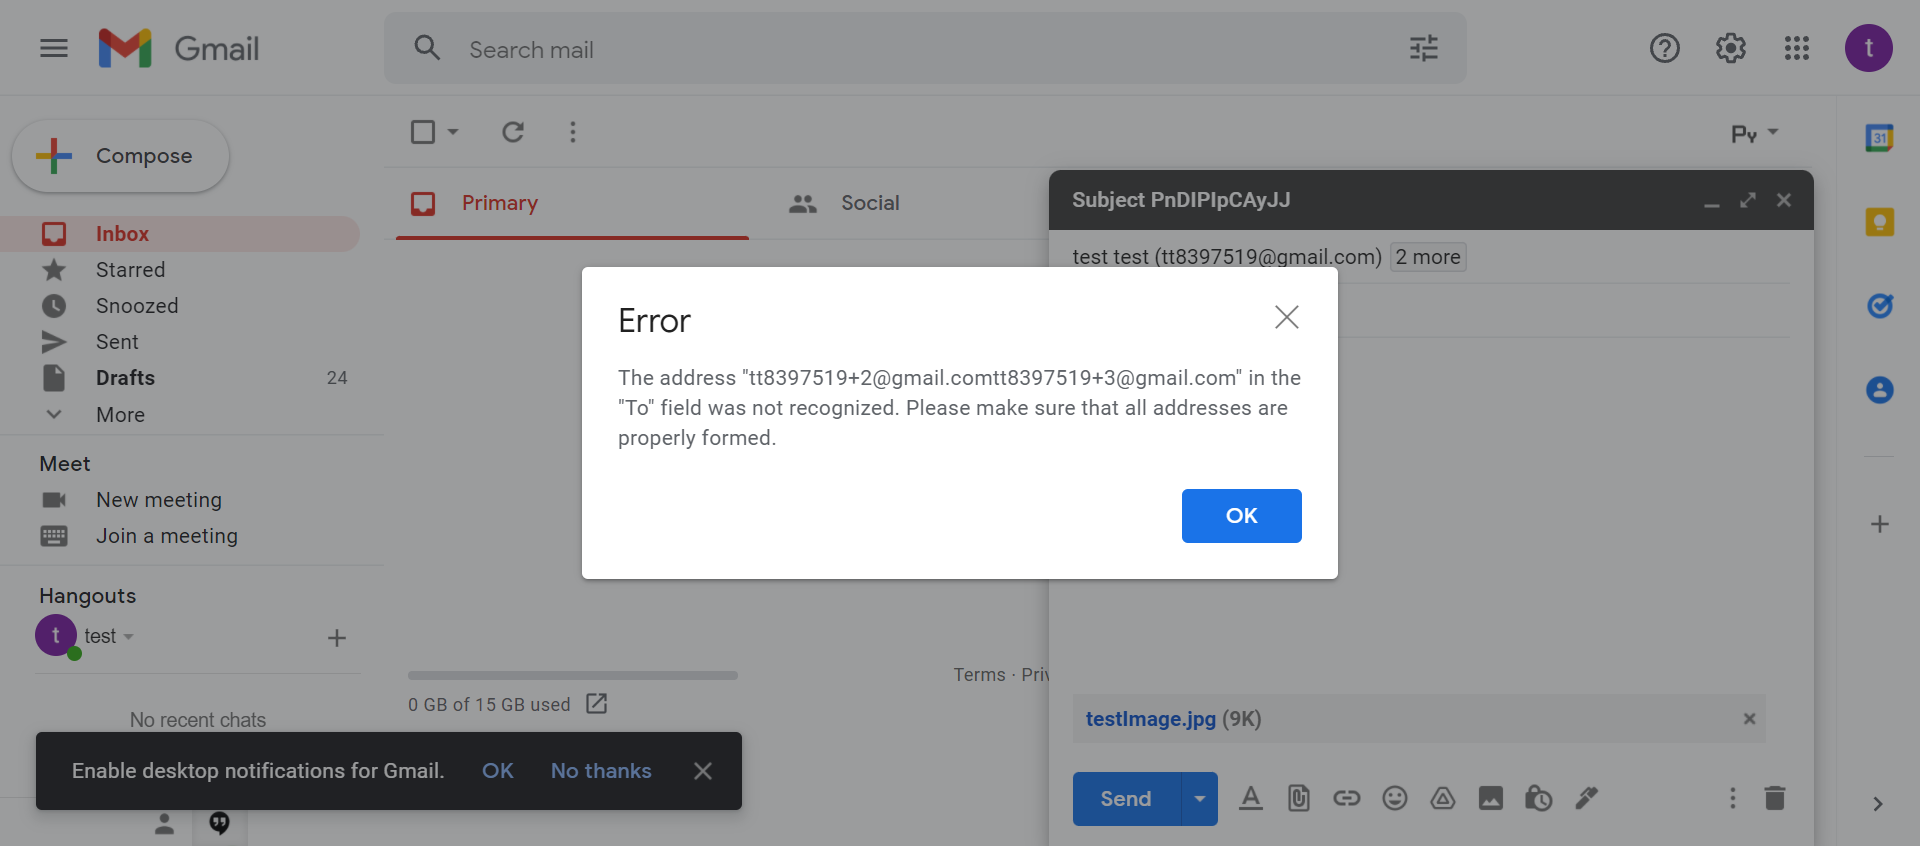 Gmail
Search mail
t
Compose
31
Primary
Social
Subject PnDIPIpCAyJJ
Inbox
Starred
Snoozed
Sent
Drafts 24
More
test test (tt8397519@gmail.com) 2 more
Error
The address "tt8397519+2@gmail.comtt8397519+3@gmail.com" in the
"To" field was not recognized. Please make sure that all addresses are
properly formed.
OK
Meet
New meeting
Join a meeting
Hangouts
t test
No recent chats
0 GB of 15 GB used
Terms · Priv
testImage.jpg (9K)
Enable desktop notifications for Gmail. OK No thanks
Send